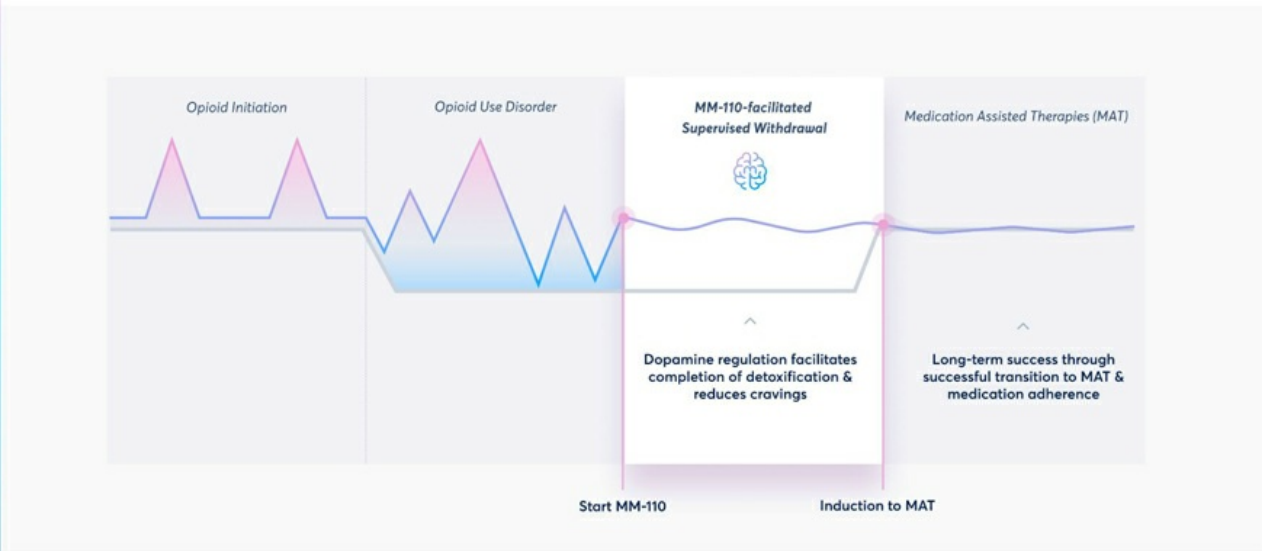 Opioid Initiation
Opioid Use Disorder
MM-110-facilitated
Supervised Withdrawal
Medication Assisted Therapies (MAT)
Dopamine regulation facilitates
completion of detoxification &
reduces cravings
Long-term success through
successful transition to MAT &
medication adherence
Start MM-110
Induction to MAT